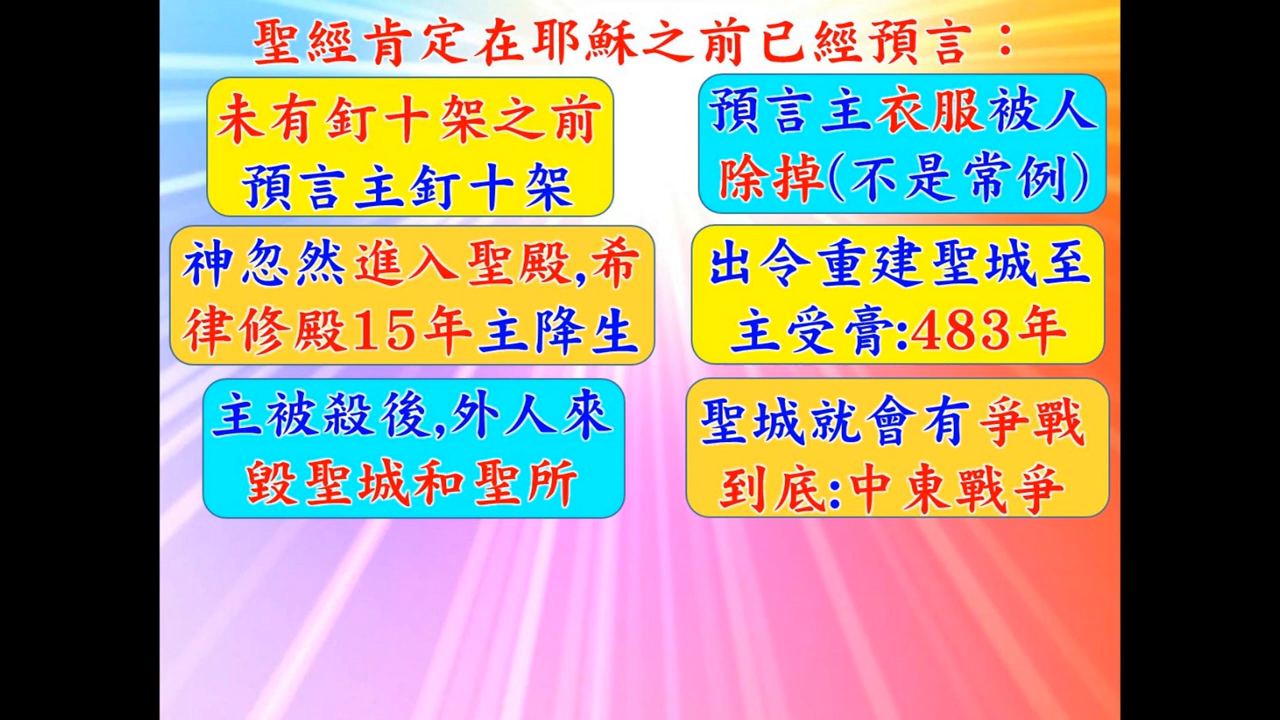 聖經肯定在耶穌之前已經預言：
未有釘十架之前
預言主釘十架
預言主衣服被人
除掉(不是常例)
神忽然進入聖殿,希
律修殿15年主降生
出令重建聖城至
主受膏:483年
主被殺後,外人來
毀聖城和聖所
聖城就會有爭戰
到底:中東戰爭